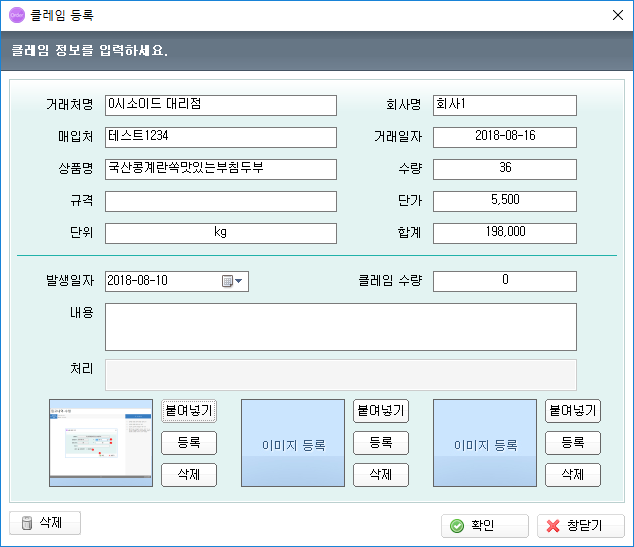 Order 클레임 등록
클레임 정보를 입력하세요.
거래처명 0시소이드 대리점 회사명 회사1
매입처 테스트1234 거래일자 2018-08-16
상품명 국산콩계란쏙맛있는부침두부 수량 36
규격 단가 5,500
단위 kg 합계 198,000
발생일자 2018-08-10 클레임 수량 0
내용
처리
붙여넣기 붙여넣기 붙여넣기
이미지 등록 이미지 등록
등록 등록 등록
삭제 삭제 삭제
삭제 확인 창닫기